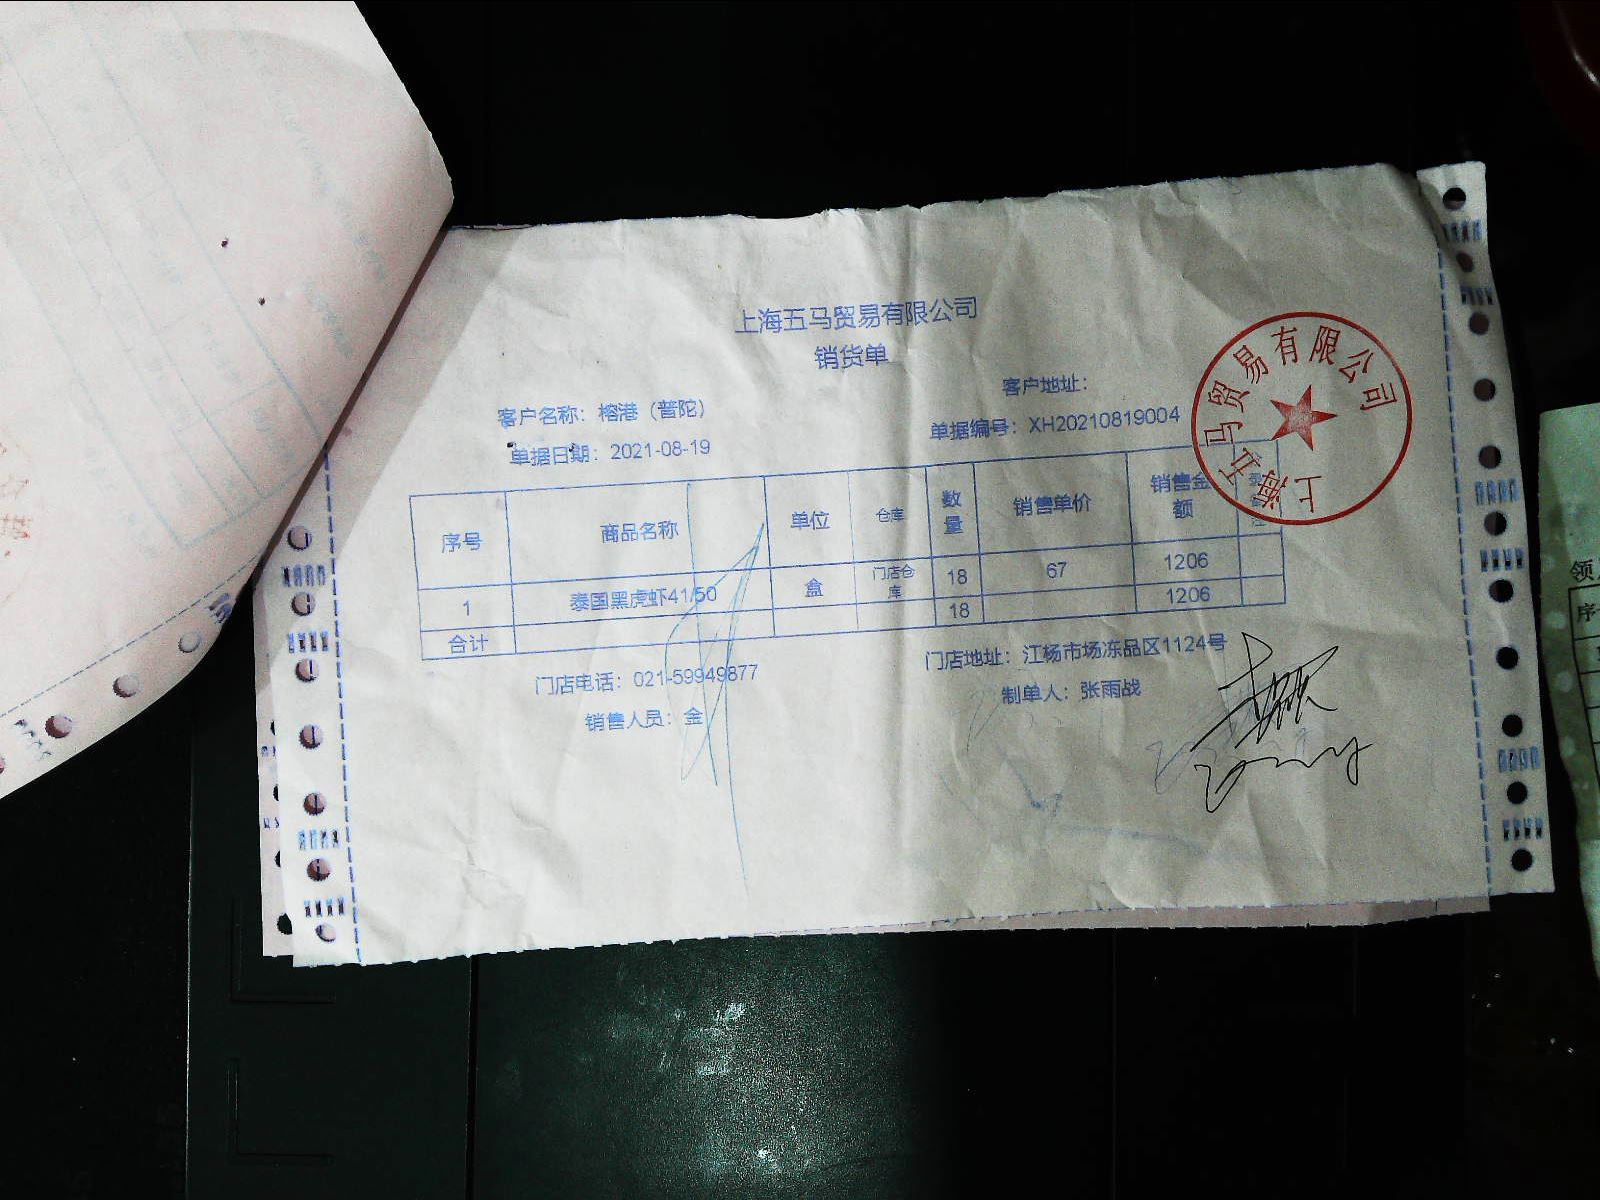 上海五马贸易有限公司
销货单
客户名称：榕港（普陀）
客户地址：
单据日期：2021-08-19
单据编号：XH20210819004
序号 商品名称 单位 仓库 数量 销售单价 销售金额
1 泰国黑虎虾41/50 盒 门店仓库 18 67 1206
合计 18 1206
门店电话：021-59949877
门店地址：江杨市场冻品区1124号
销售人员：金
制单人：张雨战
上海五马贸易有限公司
领
序